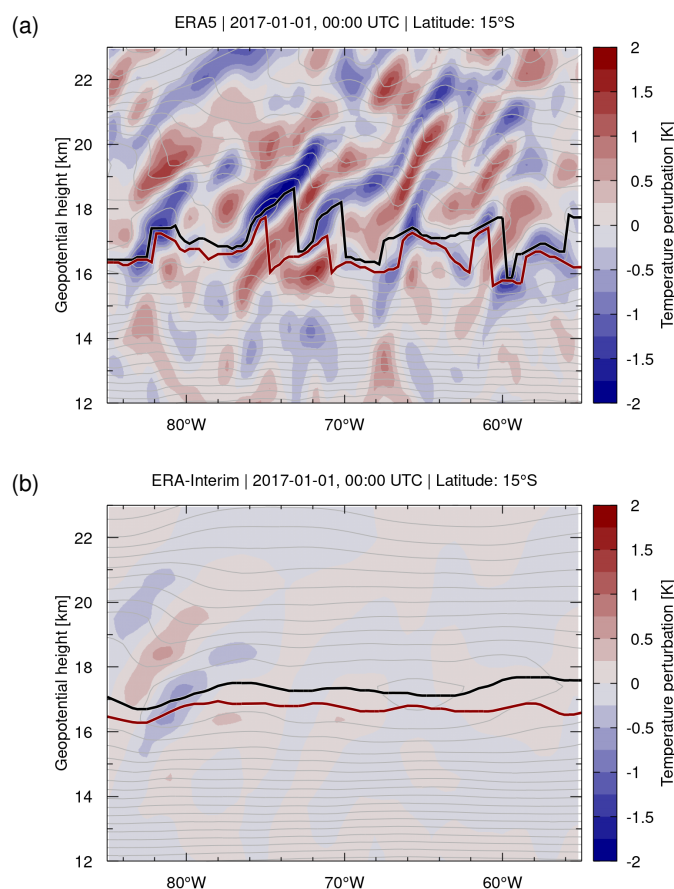 (a)
ERA5 | 2017-01-01, 00:00 UTC | Latitude: 15°S
Geopotential height [km]
22
20
18
16
14
12
80°W
70°W
60°W
2
1.5
1
0.5
0
-0.5
-1
-1.5
-2
Temperature perturbation [K]
(b)
ERA-Interim | 2017-01-01, 00:00 UTC | Latitude: 15°S
Geopotential height [km]
22
20
18
16
14
12
80°W
70°W
60°W
2
1.5
1
0.5
0
-0.5
-1
-1.5
-2
Temperature perturbation [K]